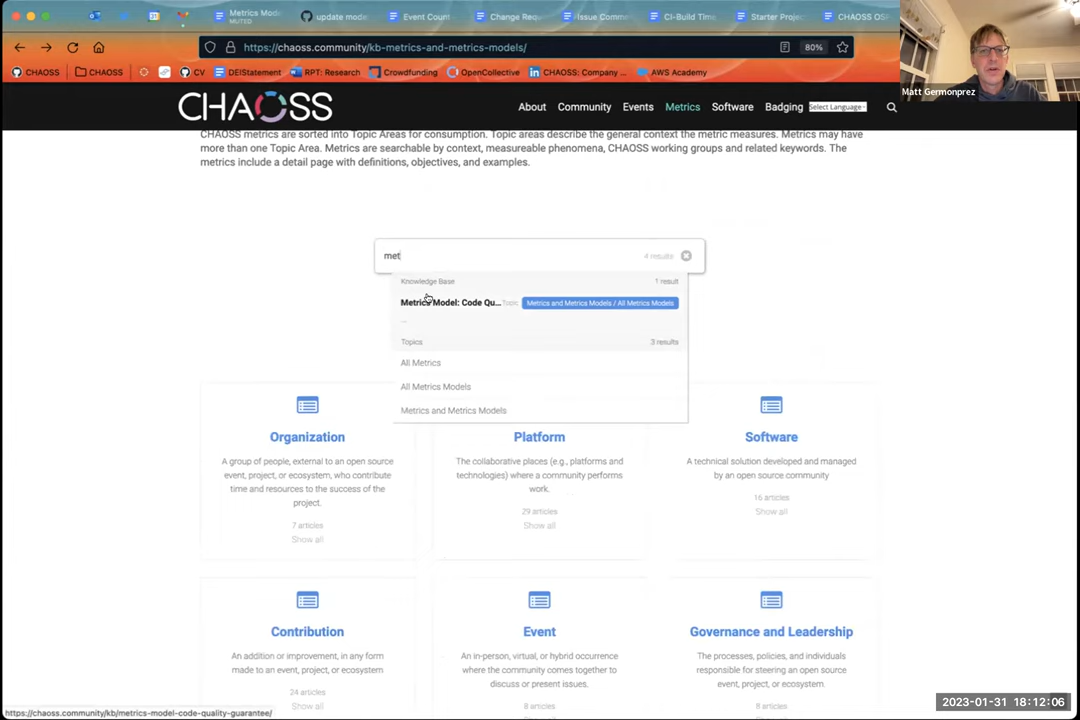 Metrics Mode
MUTED
update mode
Event Count
Change Req
Issue Comme
CI-Build Time
Starter Projec
CHAOSS OS
https://chaoss.community/kb-metrics-and-metrics-models/
80%
CHAOSS
CHAOSS
CV
DEIStatement
RPT: Research
Crowdfunding
OpenCollective
CHAOSS: Company ...
AWS Academy
Matt Germonprez
CHAOSS
About
Community
Events
Metrics
Software
Badging
Select Language
CHAOSS metrics are sorted into Topic Areas for consumption. Topic areas describe the general context the metric measures. Metrics may have
more than one Topic Area. Metrics are searchable by context, measureable phenomena, CHAOSS working groups and related keywords. The
metrics include a detail page with definitions, objectives, and examples.
met
4 results
Knowledge Base
1 result
Metrics Model: Code Qu... Topic
Metrics and Metrics Models / All Metrics Models
...
Topics
3 results
All Metrics
All Metrics Models
Metrics and Metrics Models
Organization
A group of people, external to an open source
event, project, or ecosystem, who contribute
time and resources to the success of the
project.
7 articles
Show all
Platform
The collaborative places (e.g., platforms and
technologies) where a community performs
work.
29 articles
Show all
Software
A technical solution developed and managed
by an open source community
16 articles
Show all
Contribution
An addition or improvement, in any form
made to an event, project, or ecosystem
24 articles
Show all
Event
An in-person, virtual, or hybrid occurrence
where the community comes together to
discuss or present issues.
8 articles
Governance and Leadership
The processes, policies, and individuals
responsible for steering an open source
event, project, or ecosystem.
8 articles
https://chaoss.community/kb/metrics-model-code-quality-guarantee/
2023-01-31 18:12:06